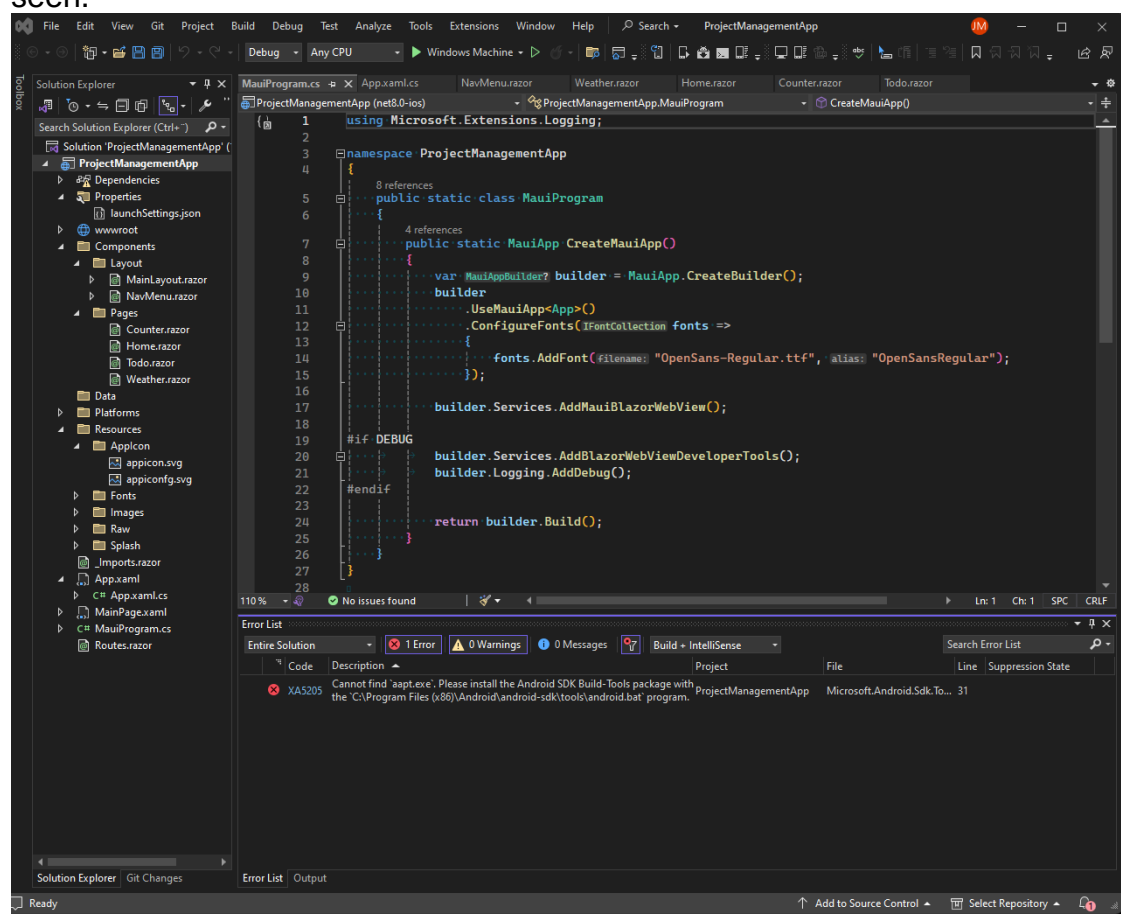 seen.
File Edit View Git Project Build Debug Test Analyze Tools Extensions Window Help Search ProjectManagementApp JM
Debug Any CPU Windows Machine
Toolbox
Solution Explorer
Search Solution Explorer (Ctrl+¨)
Solution 'ProjectManagementApp' (
ProjectManagementApp
Dependencies
Properties
launchSettings.json
wwwroot
Components
Layout
MainLayout.razor
NavMenu.razor
Pages
Counter.razor
Home.razor
Todo.razor
Weather.razor
Data
Platforms
Resources
AppIcon
appicon.svg
appiconfg.svg
Fonts
Images
Raw
Splash
_Imports.razor
App.xaml
C# App.xaml.cs
MainPage.xaml
C# MauiProgram.cs
Routes.razor
Solution Explorer Git Changes
MauiProgram.cs App.xaml.cs NavMenu.razor Weather.razor Home.razor Counter.razor Todo.razor
ProjectManagementApp (net8.0-ios) ProjectManagementApp.MauiProgram CreateMauiApp()
1 using Microsoft.Extensions.Logging;
2
3 namespace ProjectManagementApp
4 {
8 references
5 public static class MauiProgram
6 {
4 references
7 public static MauiApp CreateMauiApp()
8 {
9 var MauiAppBuilder? builder = MauiApp.CreateBuilder();
10 builder
11 .UseMauiApp<App>()
12 .ConfigureFonts(IFontCollection fonts =>
13 {
14 fonts.AddFont(filename: "OpenSans-Regular.ttf", alias: "OpenSansRegular");
15 });
16
17 builder.Services.AddMauiBlazorWebView();
18
19 #if DEBUG
20 builder.Services.AddBlazorWebViewDeveloperTools();
21 builder.Logging.AddDebug();
22 #endif
23
24 return builder.Build();
25 }
26 }
27 }
28
110 % No issues found Ln: 1 Ch: 1 SPC CRLF
Error List
Entire Solution 1 Error 0 Warnings 0 Messages Build + IntelliSense Search Error List
Code Description Project File Line Suppression State
XA5205 Cannot find `aapt.exe`. Please install the Android SDK Build-Tools package with the `C:\Program Files (x86)\Android\android-sdk\tools\android.bat` program. ProjectManagementApp Microsoft.Android.Sdk.To... 31
Error List Output
Ready Add to Source Control Select Repository 1